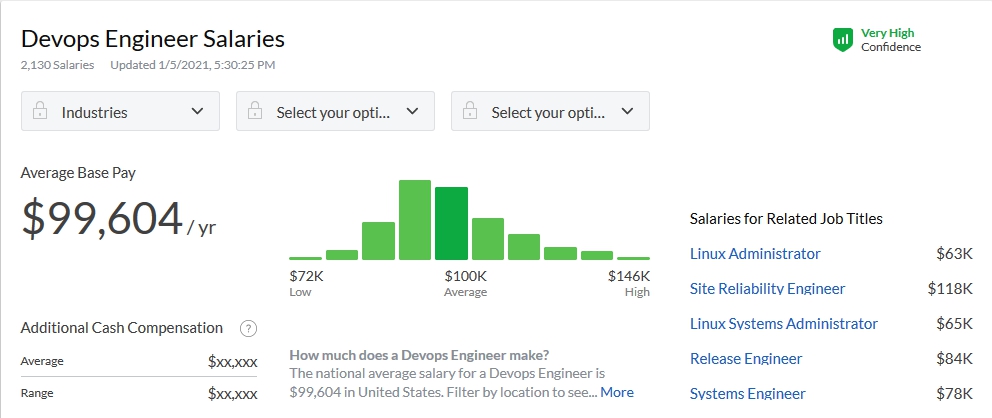 Devops Engineer Salaries
2,130 Salaries Updated 1/5/2021, 5:30:25 PM
Very High
Confidence
Industries
Select your opti...
Select your opti...
Average Base Pay
$99,604 / yr
$72K
Low
$100K
Average
$146K
High
Additional Cash Compensation ?
Average $xx,xxx
Range $xx,xxx
How much does a Devops Engineer make?
The national average salary for a Devops Engineer is
$99,604 in United States. Filter by location to see... More
Salaries for Related Job Titles
Linux Administrator $63K
Site Reliability Engineer $118K
Linux Systems Administrator $65K
Release Engineer $84K
Systems Engineer $78K